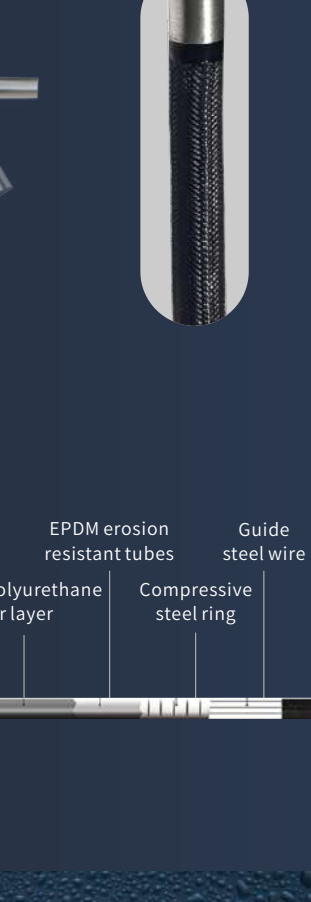 EPDM erosion
resistant tubes
Guide
steel wire
olyurethane
r layer
Compressive
steel ring